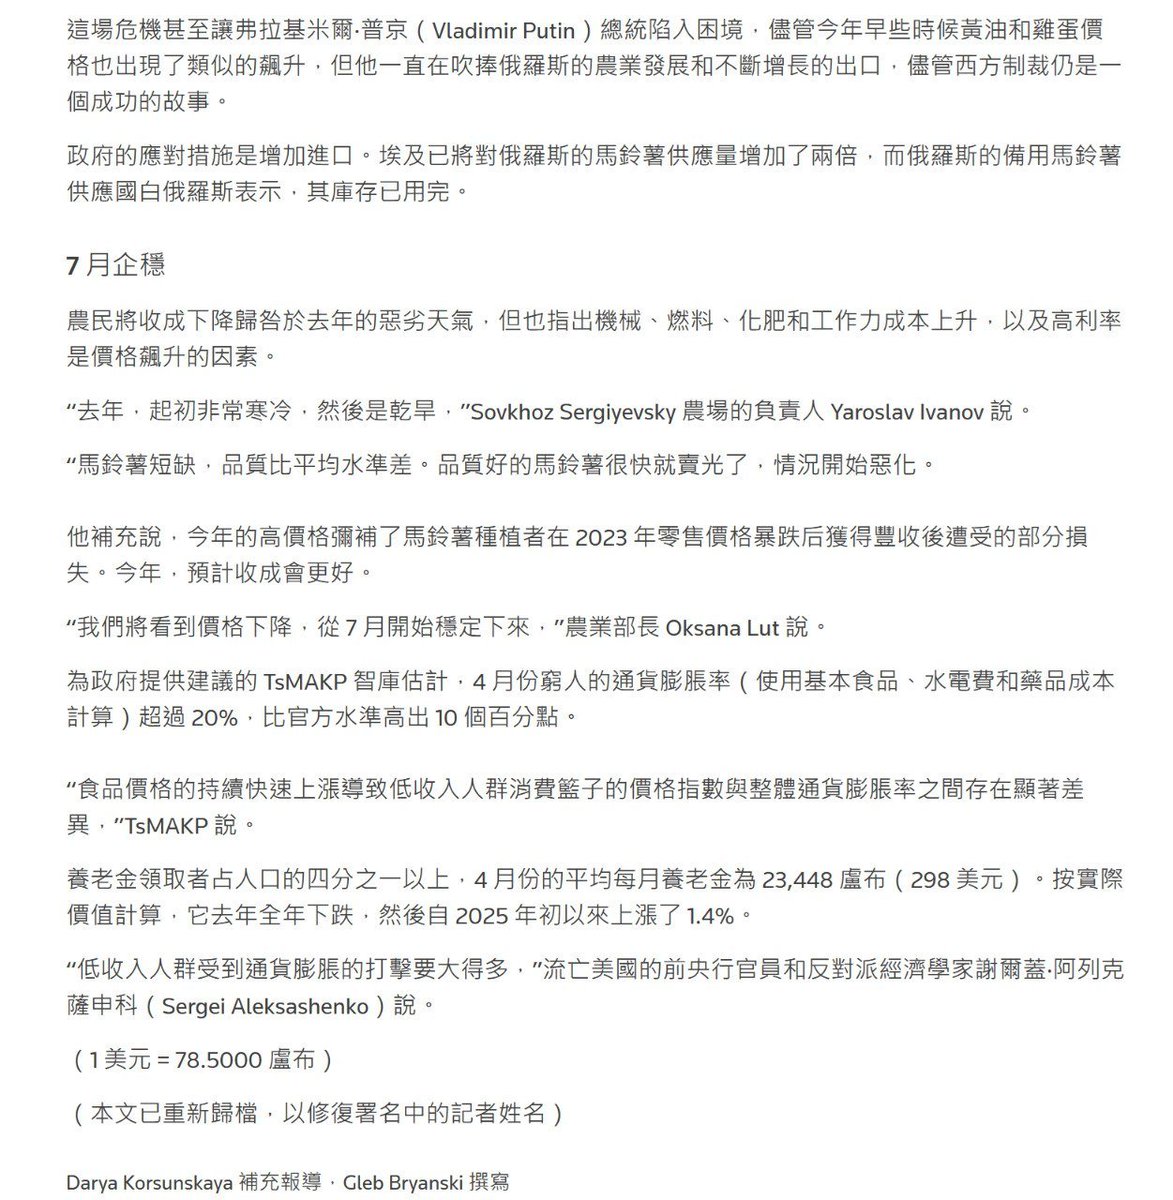 這場危機甚至讓弗拉基米爾·普京（Vladimir Putin）總統陷入困境，儘管今年早些時候黃油和雞蛋價
格也出現了類似的飆升，但他一直在吹捧俄羅斯的農業發展和不斷增長的出口，儘管西方制裁仍是一
個成功的故事。
政府的應對措施是增加進口。埃及已將對俄羅斯的馬鈴薯供應量增加了兩倍，而俄羅斯的備用馬鈴薯
供應國白俄羅斯表示，其庫存已用完。
7 月企穩
農民將收成下降歸咎於去年的惡劣天氣，但也指出機械、燃料、化肥和工作力成本上升，以及高利率
是價格飆升的因素。
“去年，起初非常寒冷，然後是乾旱，”Sovkhoz Sergiyevsky 農場的負責人 Yaroslav Ivanov 說。
“馬鈴薯短缺，品質比平均水準差。品質好的馬鈴薯很快就賣光了，情況開始惡化。
他補充說，今年的高價格彌補了馬鈴薯種植者在 2023 年零售價格暴跌后獲得豐收後遭受的部分損
失。今年，預計收成會更好。
“我們將看到價格下降，從 7 月開始穩定下來，”農業部長 Oksana Lut 說。
為政府提供建議的 TsMAKP 智庫估計，4 月份窮人的通貨膨脹率（使用基本食品、水電費和藥品成本
計算）超過 20%，比官方水準高出 10 個百分點。
“食品價格的持續快速上漲導致低收入人群消費籃子的價格指數與整體通貨膨脹率之間存在顯著差
異，”TsMAKP 說。
養老金領取者占人口的四分之一以上，4 月份的平均每月養老金為 23,448 盧布（298 美元）。按實際
價值計算，它去年全年下跌，然後自 2025 年初以來上漲了 1.4%。
“低收入人群受到通貨膨脹的打擊要大得多，”流亡美國的前央行官員和反對派經濟學家謝爾蓋·阿列克
薩申科（Sergei Aleksashenko）說。
（1 美元 = 78.5000 盧布）
（本文已重新歸檔，以修復署名中的記者姓名）
Darya Korsunskaya 補充報導，Gleb Bryanski 撰寫